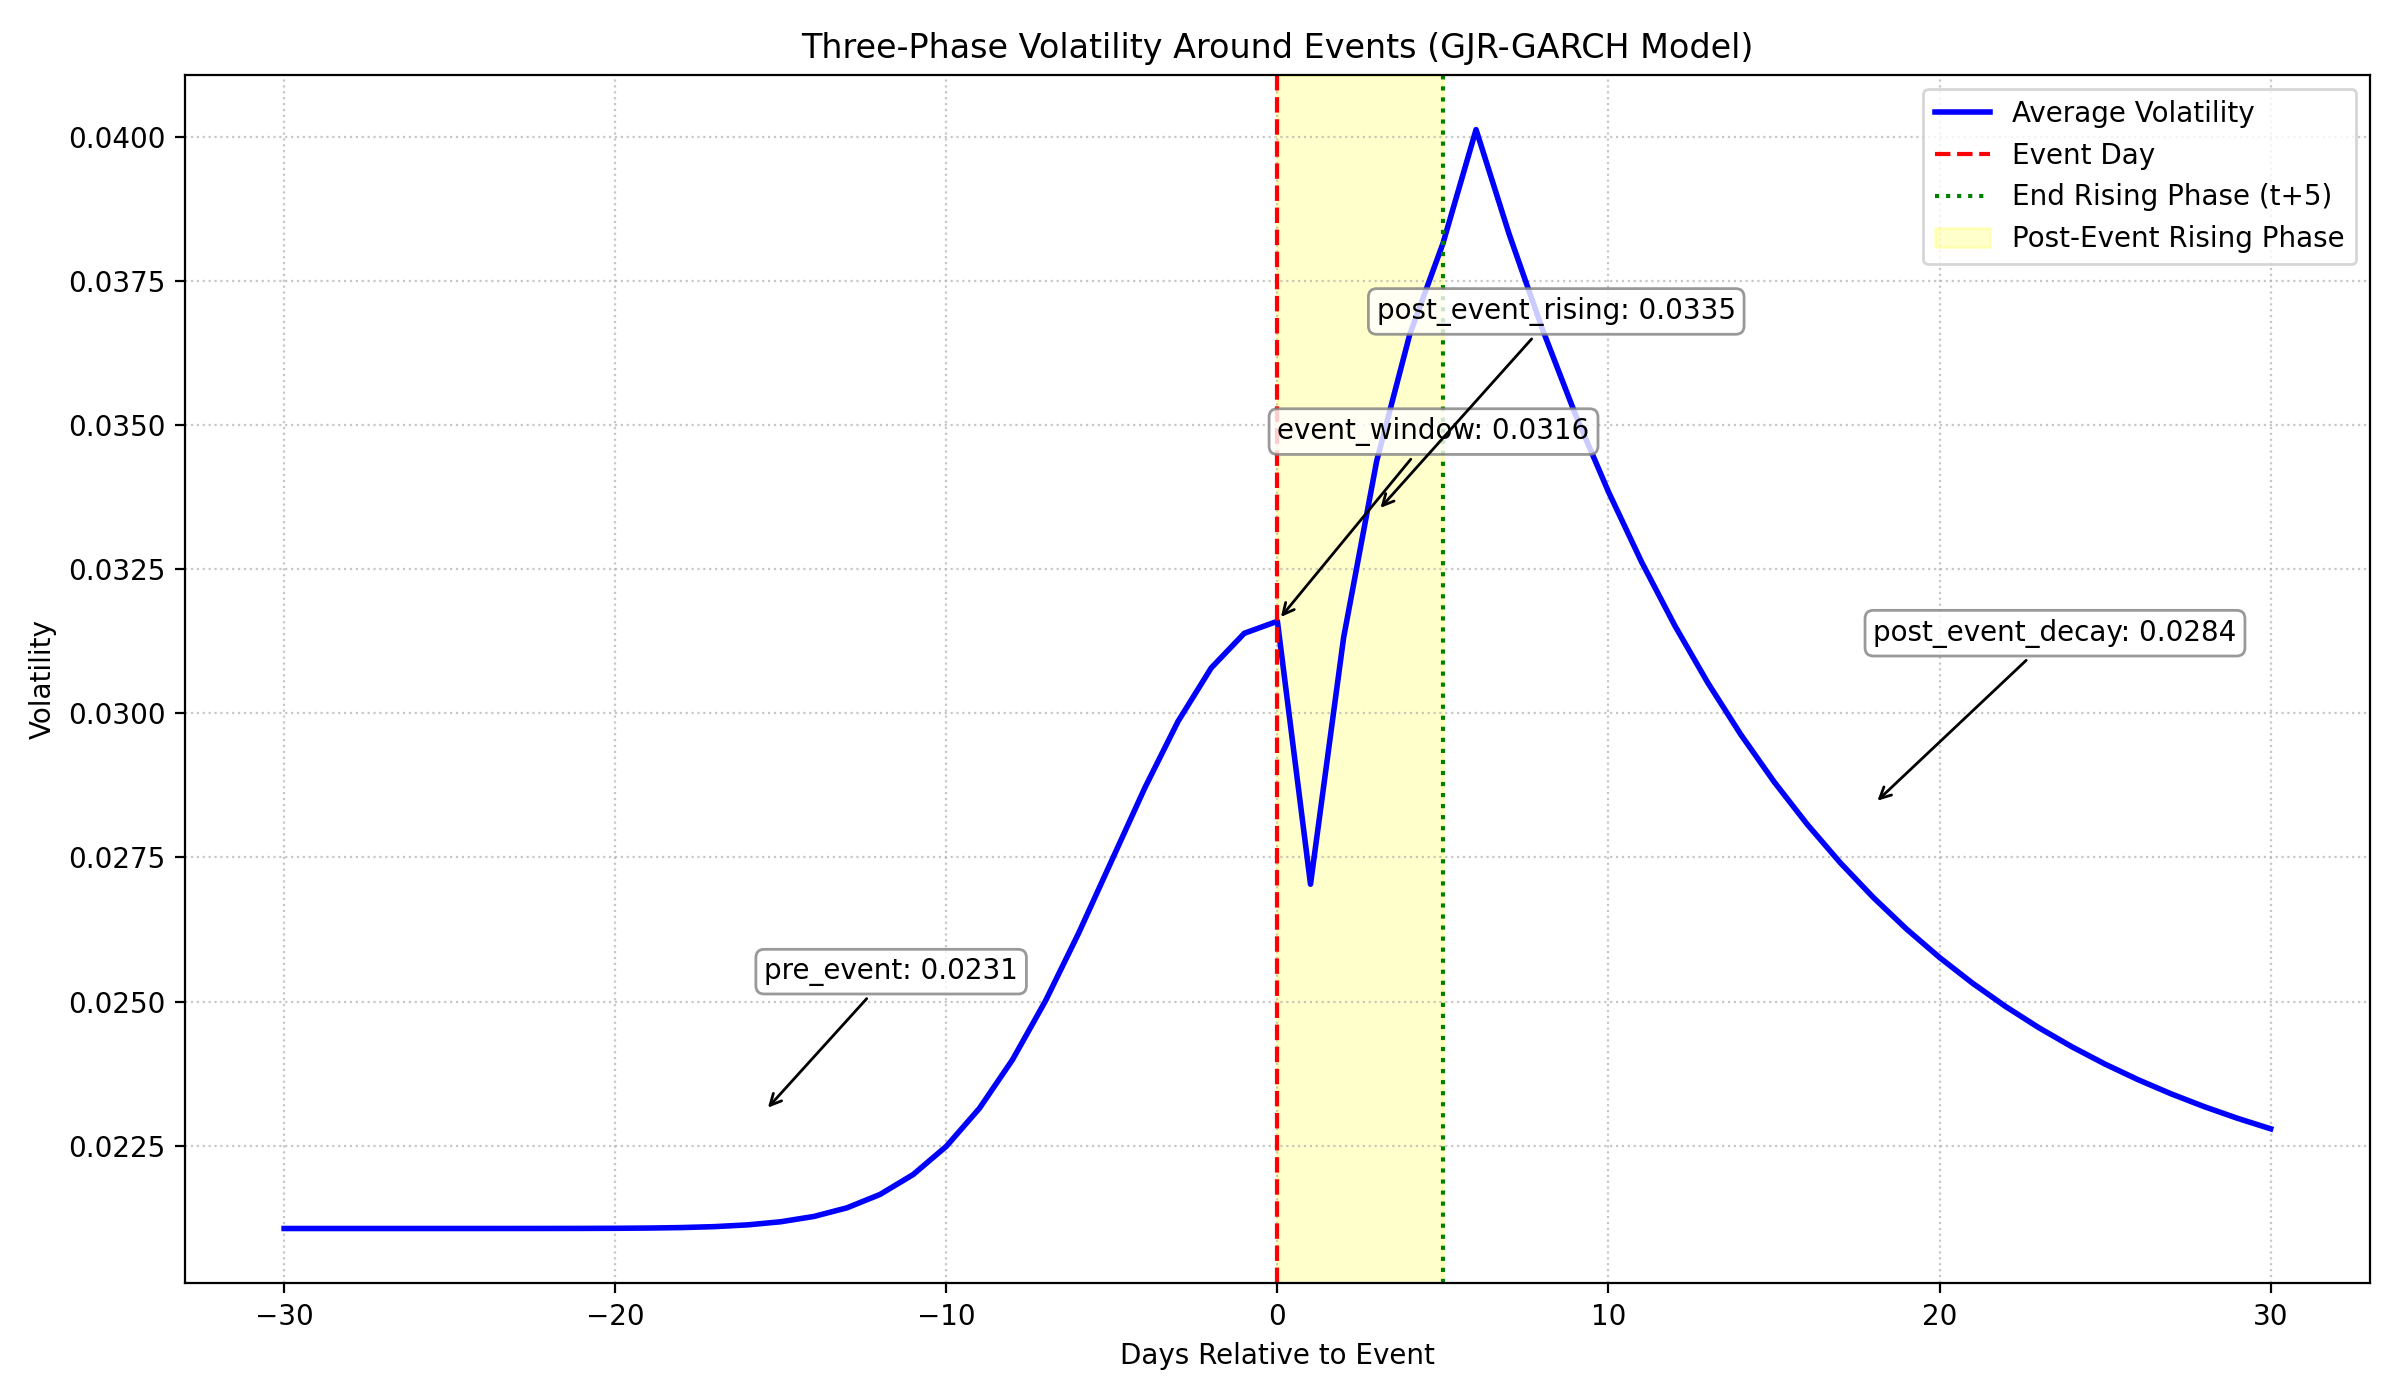 Three-Phase Volatility Around Events (GJR-GARCH Model)
Average Volatility
Event Day
End Rising Phase (t+5)
Post-Event Rising Phase
post_event_rising: 0.0335
event_window: 0.0316
post_event_decay: 0.0284
pre_event: 0.0231
Volatility
0.0400
0.0375
0.0350
0.0325
0.0300
0.0275
0.0250
0.0225
−30
−20
−10
0
10
20
30
Days Relative to Event